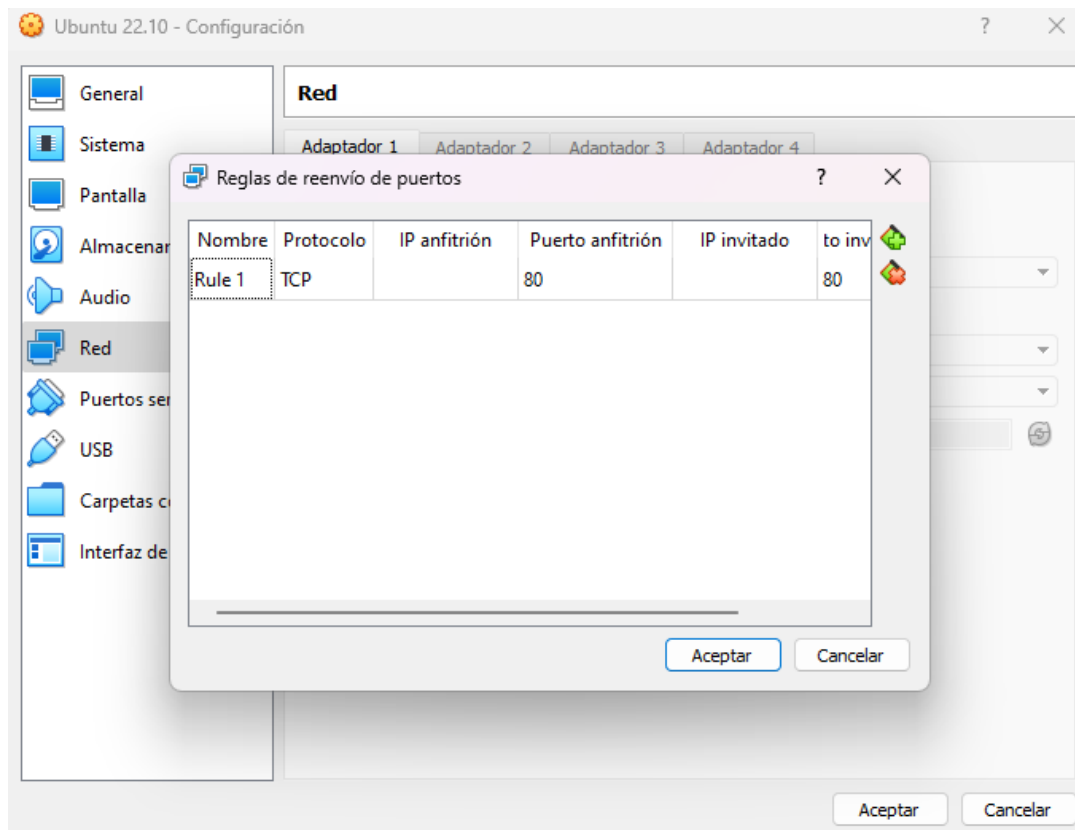 Ubuntu 22.10 - Configuración ?
General
Sistema
Pantalla
Almacenar
Audio
Red
Puertos ser
USB
Carpetas c
Interfaz de
Red
Adaptador 1 Adaptador 2 Adaptador 3 Adaptador 4
Reglas de reenvío de puertos ?
Nombre Protocolo IP anfitrión Puerto anfitrión IP invitado to inv
Rule 1 TCP 80 80
Aceptar Cancelar
Aceptar Cancelar